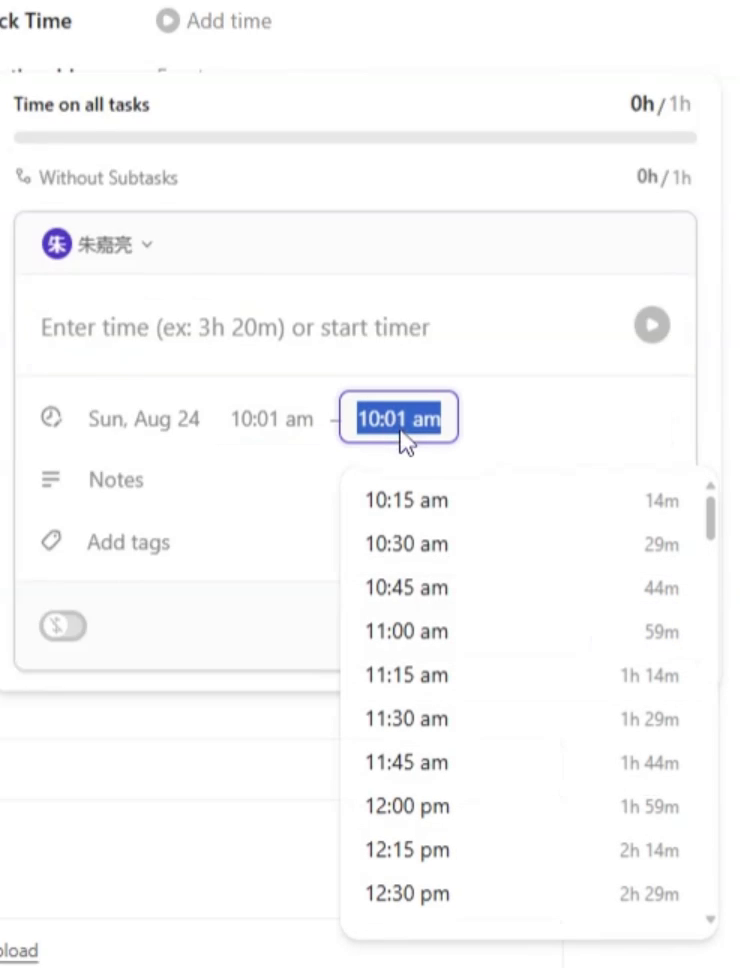 ck Time Add time
Time on all tasks 0h / 1h
Without Subtasks 0h / 1h
朱 朱嘉亮
Enter time (ex: 3h 20m) or start timer
Sun, Aug 24 10:01 am – 10:01 am
Notes
Add tags
10:15 am 14m
10:30 am 29m
10:45 am 44m
11:00 am 59m
11:15 am 1h 14m
11:30 am 1h 29m
11:45 am 1h 44m
12:00 pm 1h 59m
12:15 pm 2h 14m
12:30 pm 2h 29m
$
pload